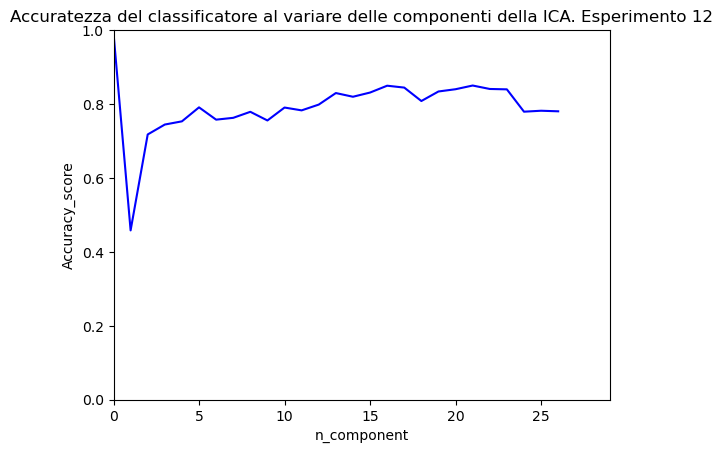 Accuratezza del classificatore al variare delle componenti della ICA. Esperimento 12
1.0
0.8
0.6
0.4
0.2
0.0
Accuracy_score
0 5 10 15 20 25
n_component